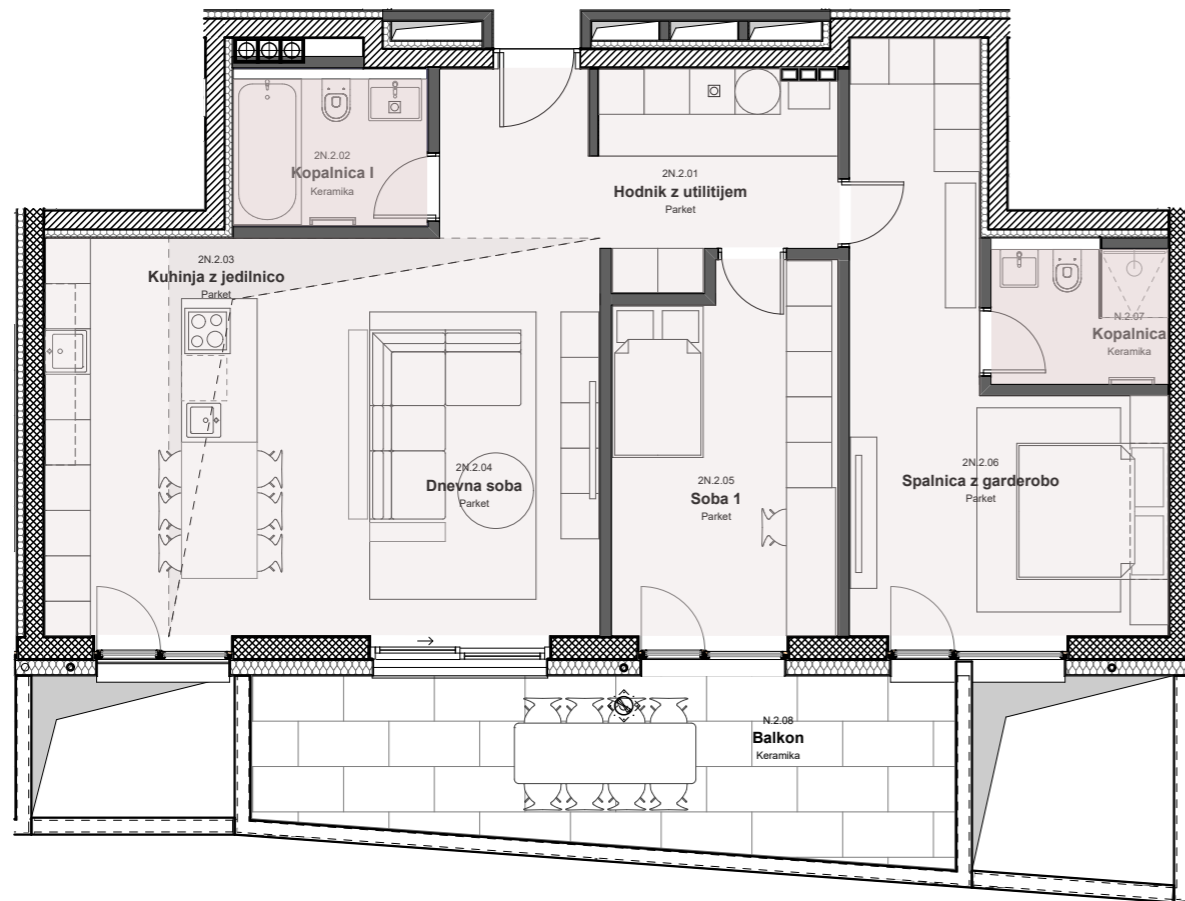 2N.2.02
Kopalnica I
Keramika
2N.2.01
Hodnik z utilitijem
Parket
2N.2.03
Kuhinja z jedilnico
Parket
N.2.07
Kopalnica
Keramika
2N.2.04
Dnevna soba
Parket
2N.2.05
Soba 1
Parket
2N.2.06
Spalnica z garderobo
Parket
N.2.08
Balkon
Keramika